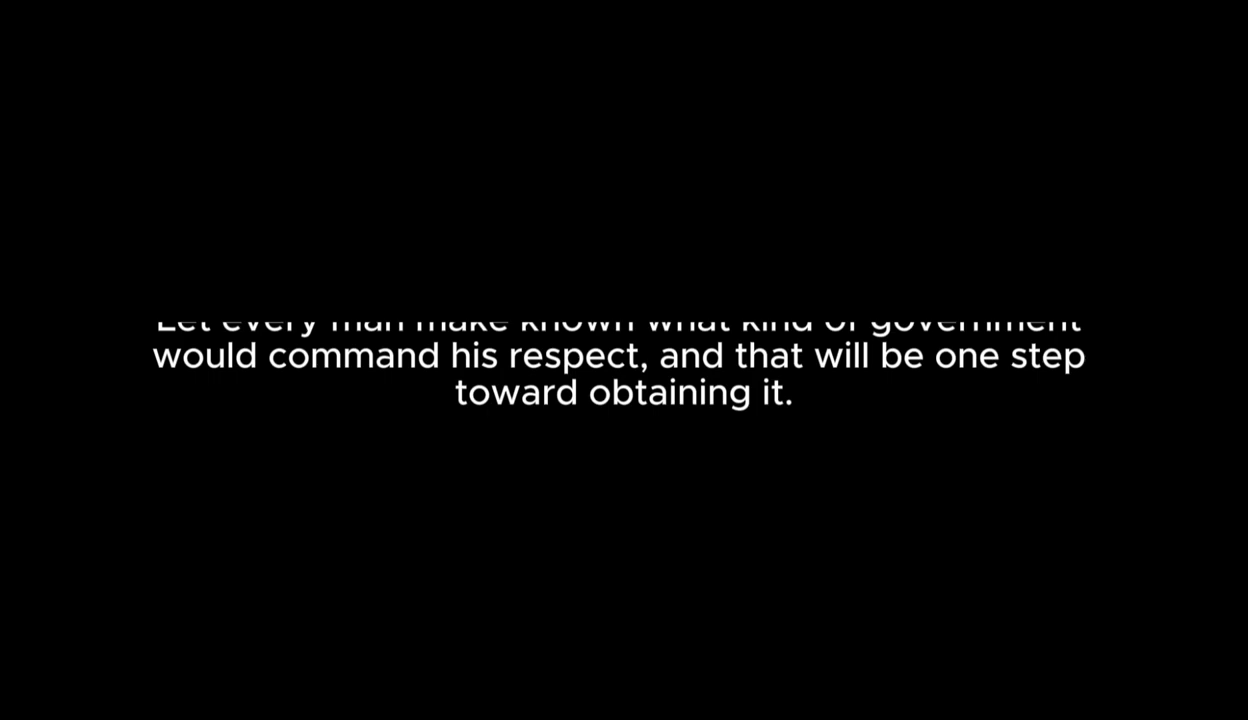 Let every man make known what kind of government
would command his respect, and that will be one step
toward obtaining it.